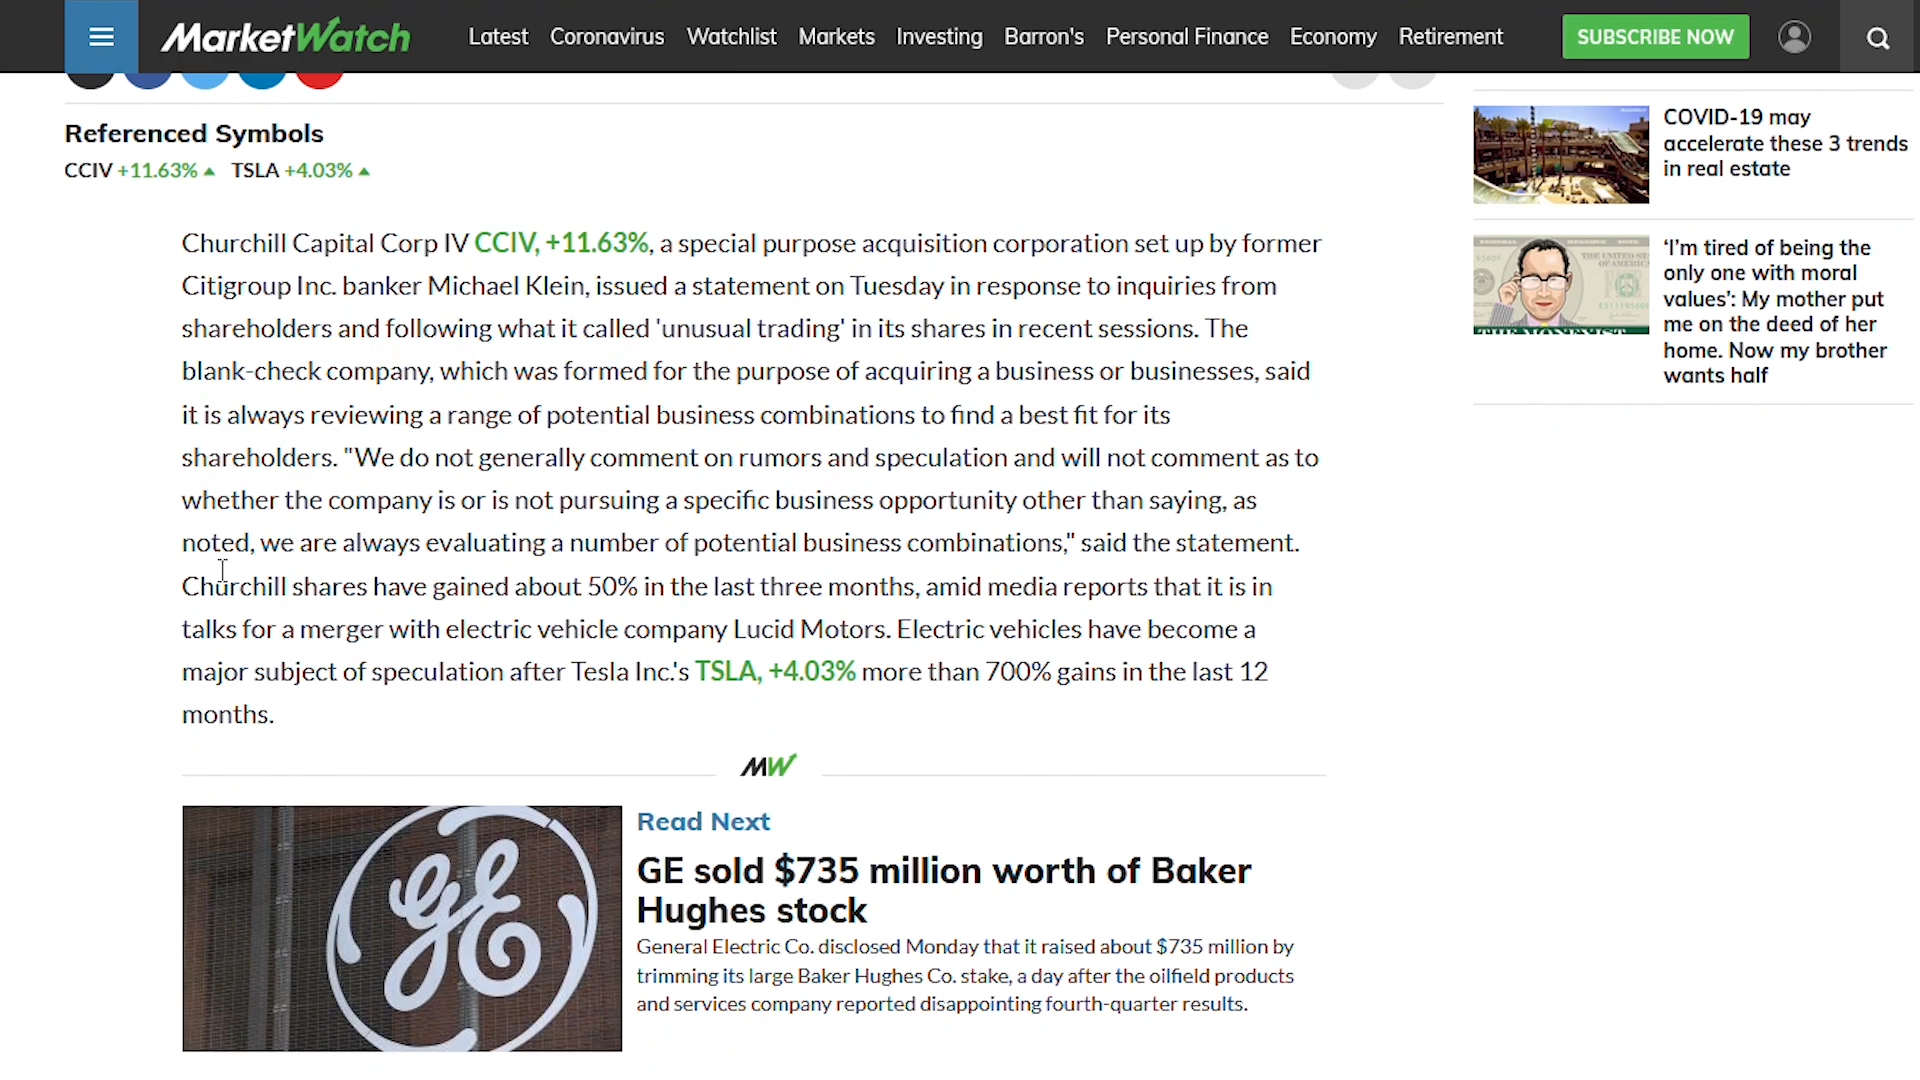 MarketWatch Latest Coronavirus Watchlist Markets Investing Barron's Personal Finance Economy Retirement SUBSCRIBE NOW
Referenced Symbols
CCIV +11.63% TSLA +4.03%
Churchill Capital Corp IV CCIV, +11.63%, a special purpose acquisition corporation set up by former
Citigroup Inc. banker Michael Klein, issued a statement on Tuesday in response to inquiries from
shareholders and following what it called 'unusual trading' in its shares in recent sessions. The
blank-check company, which was formed for the purpose of acquiring a business or businesses, said
it is always reviewing a range of potential business combinations to find a best fit for its
shareholders. "We do not generally comment on rumors and speculation and will not comment as to
whether the company is or is not pursuing a specific business opportunity other than saying, as
noted, we are always evaluating a number of potential business combinations," said the statement.
Churchill shares have gained about 50% in the last three months, amid media reports that it is in
talks for a merger with electric vehicle company Lucid Motors. Electric vehicles have become a
major subject of speculation after Tesla Inc.'s TSLA, +4.03% more than 700% gains in the last 12
months.
MW
GE
Read Next
GE sold $735 million worth of Baker
Hughes stock
General Electric Co. disclosed Monday that it raised about $735 million by
trimming its large Baker Hughes Co. stake, a day after the oilfield products
and services company reported disappointing fourth-quarter results.
COVID-19 may
accelerate these 3 trends
in real estate
THE MONEYIST
'I'm tired of being the
only one with moral
values': My mother put
me on the deed of her
home. Now my brother
wants half